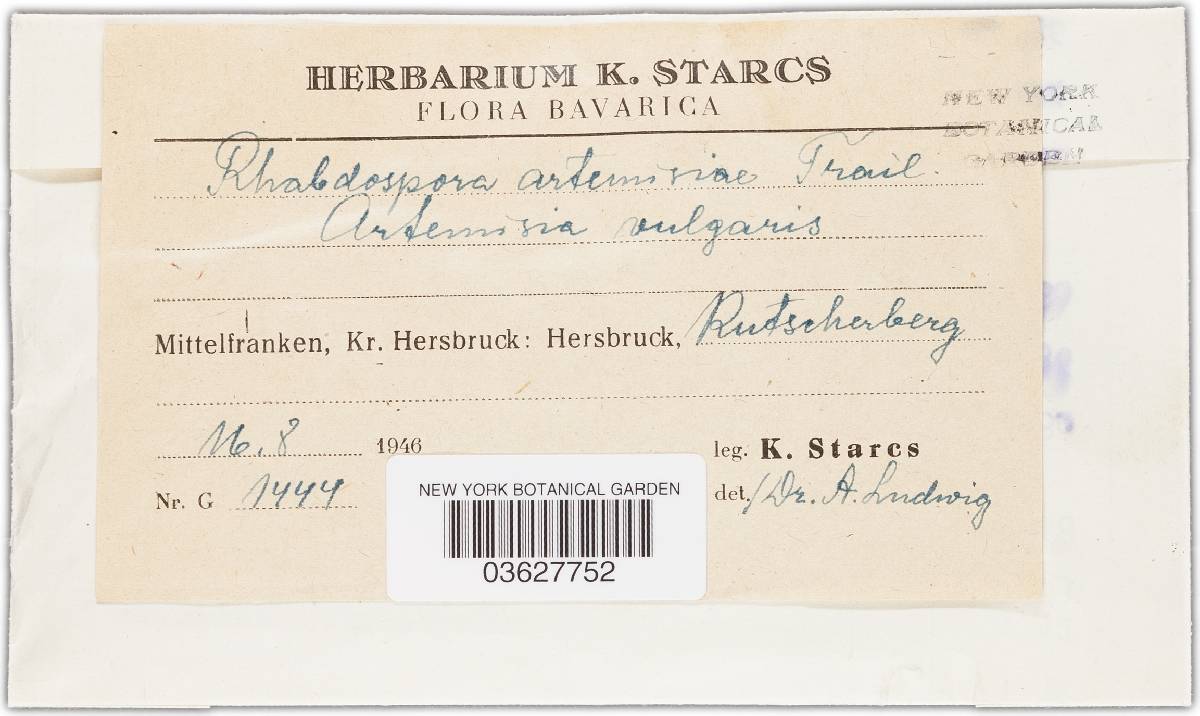 HERBARIUM K. STARCS
FLORA BAVARICA
NEW YORK
BOTANICAL
GARDEN
Rhabdospora artemisiae Trail.
Artemisia vulgaris
Mittelfranken, Kr. Hersbruck: Hersbruck, Rutscherberg
16. 8 1946
leg. K. Starcs
Nr. G 1444
det. /Dr. A. Ludwig
NEW YORK BOTANICAL GARDEN
03627752